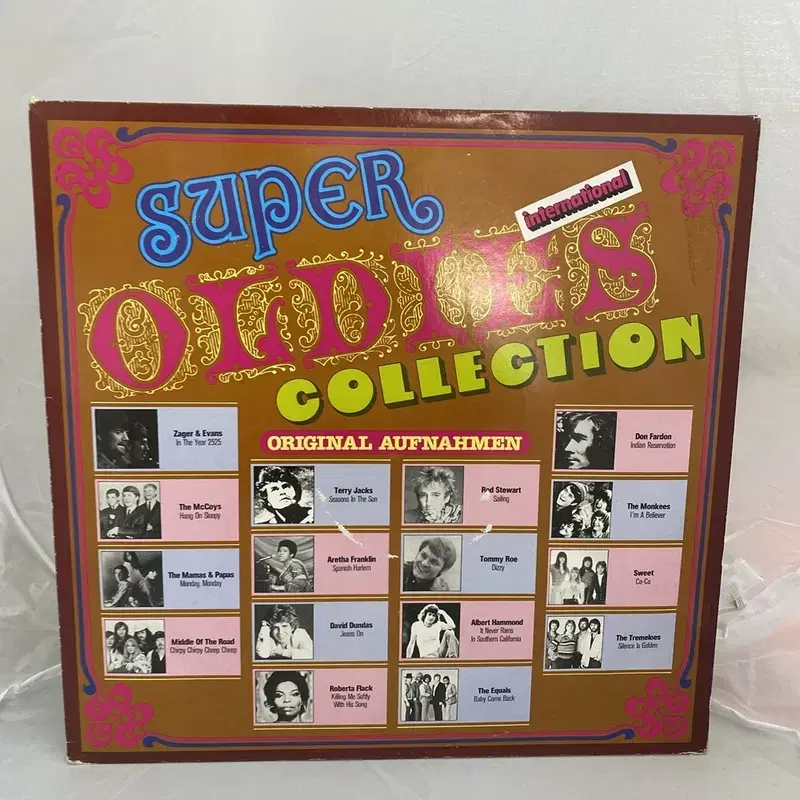 SUPER
international
OLDIES
COLLECTION
ORIGINAL AUFNAHMEN
Zager & Evans
In The Year 2525
The McCoys
Hang On Sloopy
The Mamas & Papas
Monday, Monday
Middle Of The Road
Chirpy Chirpy Cheep Cheep
Terry Jacks
Seasons In The Sun
Aretha Franklin
Spanish Harlem
David Dundas
Jeans On
Roberta Flack
Killing Me Softly
With His Song
Rod Stewart
Sailing
Tommy Roe
Dizzy
Albert Hammond
It Never Rains
In Southern California
The Equals
Baby Come Back
Don Fardon
Indian Reservation
The Monkees
I'm A Believer
Sweet
Co-Co
The Tremeloes
Silence Is Golden